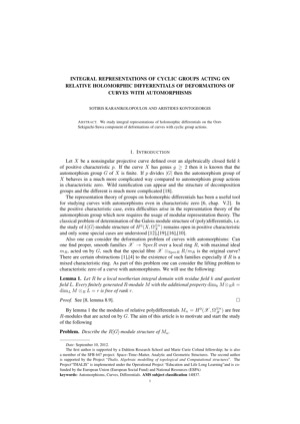 INTEGRAL REPRESENTATIONS OF CYCLIC GROUPS ACTING ON
RELATIVE HOLOMORPHIC DIFFERENTIALS OF DEFORMATIONS OF
CURVES WITH AUTOMORPHISMS
SOTIRIS KARANIKOLOPOULOS AND ARISTIDES KONTOGEORGIS
ABSTRACT. We study integral representations of holomorphic differentials on the Oort-
Sekiguchi-Suwa component of deformations of curves with cyclic group actions.
1. INTRODUCTION
Let X be a nonsingular projective curve defined over an algebraically closed field k
of positive characteristic p. If the curve X has genus g ≥ 2 then it is known that the
automorphism group G of X is finite. If p divides |G| then the automorphism group of
X behaves in a much more complicated way compared to automorphism group actions
in characteristic zero. Wild ramification can appear and the structure of decomposition
groups and the different is much more complicated [18].
The representation theory of groups on holomorphic differentials has been a useful tool
for studying curves with automorphisms even in characteristic zero [6, chap. V.2]. In
the positive characteristic case, extra difficulties arise in the representation theory of the
automorphism group which now requires the usage of modular representation theory. The
classical problem of determination of the Galois module structure of (poly)differentials, i.e.
the study of k[G]-module structure of H⁰(X, Ω_X^{⊗n}) remains open in positive characteristic
and only some special cases are understood [13],[19],[16],[10].
Also one can consider the deformation problem of curves with automorphisms: Can
one find proper, smooth families X → Spec R over a local ring R, with maximal ideal
m_R, acted on by G, such that the special fibre X ⊗_{Spec R} R/m_R is the original curve?
There are certain obstructions [1],[4] to the existence of such families especially if R is a
mixed characteristic ring. As part of this problem one can consider the lifting problem to
characteristic zero of a curve with automorphisms. We will use the following:
Lemma 1. Let R be a local noetherian integral domain with residue field k and quotient
field L. Every finitely generated R-module M with the additional property dim_k M ⊗_R k =
dim_L M ⊗_R L = r is free of rank r.
Proof. See [8, lemma 8.9]. □
By lemma 1 the modules of relative polydifferentials M_n = H⁰(X, Ω_X^{⊗n}) are free
R-modules that are acted on by G. The aim of this article is to motivate and start the study
of the following
Problem. Describe the R[G] module structure of M_n.
Date: September 10, 2012.
The first author is supported by a Dahlem Research School and Marie Curie Cofund fellowship; he is also
a member of the SFB 647 project: Space-Time-Matter, Analytic and Geometric Structures. The second author
is supported by the Project "Thalis, Algebraic modelling of topological and Computational structures". The
Project "THALIS" is implemented under the Operational Project "Education and Life Long Learning" and is co-
funded by the European Union (European Social Fund) and National Resources (ESPA).
keywords: Automorphisms, Curves, Differentials. AMS subject classification 14H37.
1